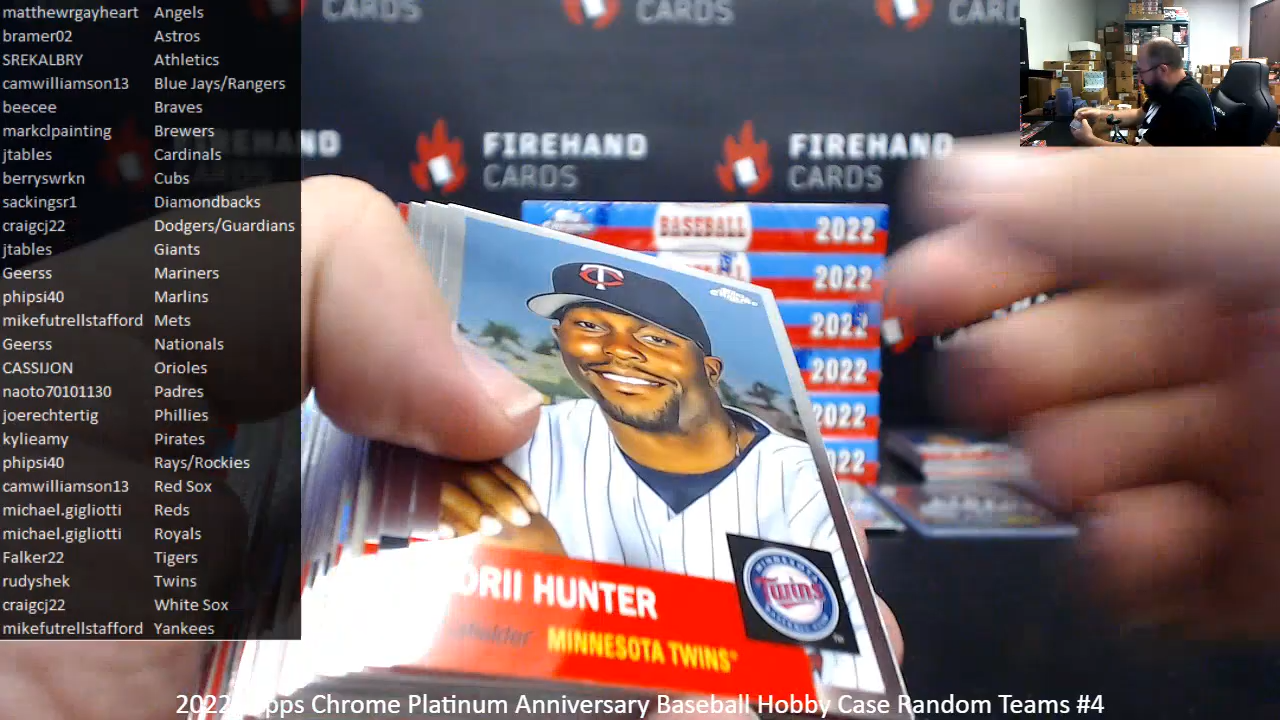 matthewrgayheart Angels
bramer02 Astros
SREKALBRY Athletics
camwilliamson13 Blue Jays/Rangers
beecee Braves
markclpainting Brewers
jtables Cardinals
berryswrkn Cubs
sackingsr1 Diamondbacks
craigcj22 Dodgers/Guardians
jtables Giants
Geerss Mariners
phipsi40 Marlins
mikefutrellstafford Mets
Geerss Nationals
CASSIJON Orioles
naoto70101130 Padres
joerechtertig Phillies
kylieamy Pirates
phipsi40 Rays/Rockies
camwilliamson13 Red Sox
michael.gigliotti Reds
michael.gigliotti Royals
Falker22 Tigers
rudyshek Twins
craigcj22 White Sox
mikefutrellstafford Yankees
CARDS
CARDS
FIREHAND
CARDS
FIREHAND
CARDS
BASEBALL 2022
2022
2022
2022
2022
T C
ORII HUNTER
MINNESOTA TWINS
MINNESOTA
Twins
BASEBALL CLUB
Chrome Platinum Anniversary Baseball Hobby Case Random Teams #4